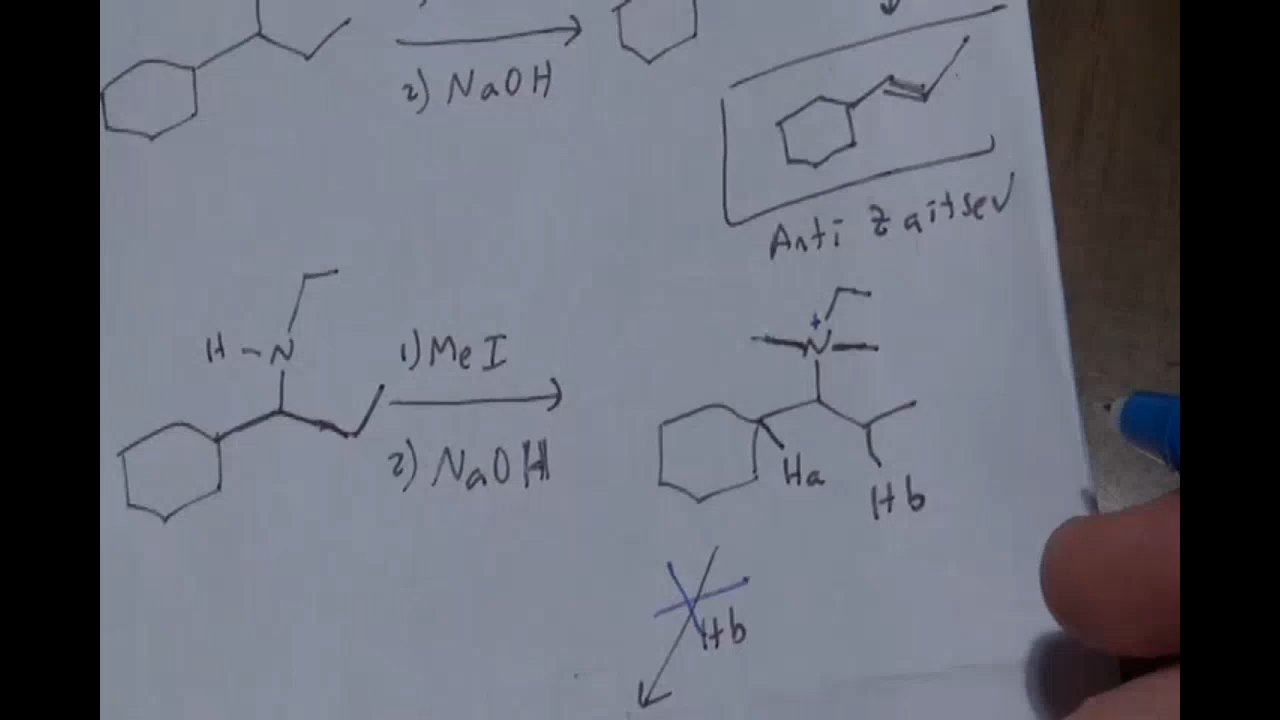 2) NaOH
Anti Zaitsev
H - N
1) MeI
2) NaOH
+
N
Ha
Hb
Hb